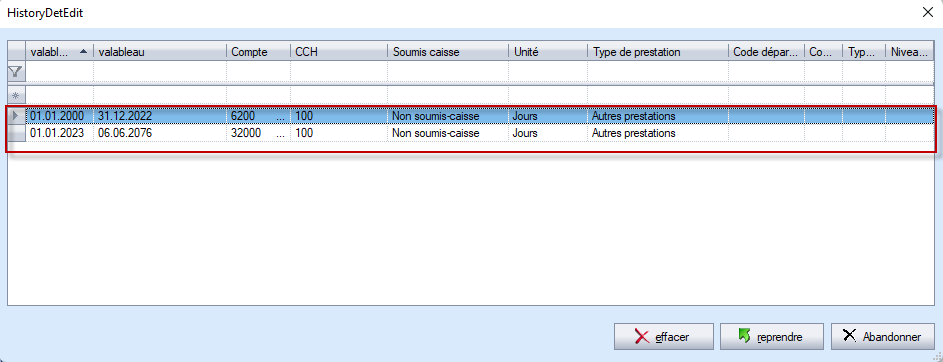 HistoryDetEdit
valabl... valableau Compte CCH Soumis caisse Unité Type de prestation Code dépar... Co... Typ... Nivea...
01.01.2000 31.12.2022 6200 ... 100 Non soumis-caisse Jours Autres prestations
01.01.2023 06.06.2076 32000 ... 100 Non soumis-caisse Jours Autres prestations
effacer reprendre Abandonner